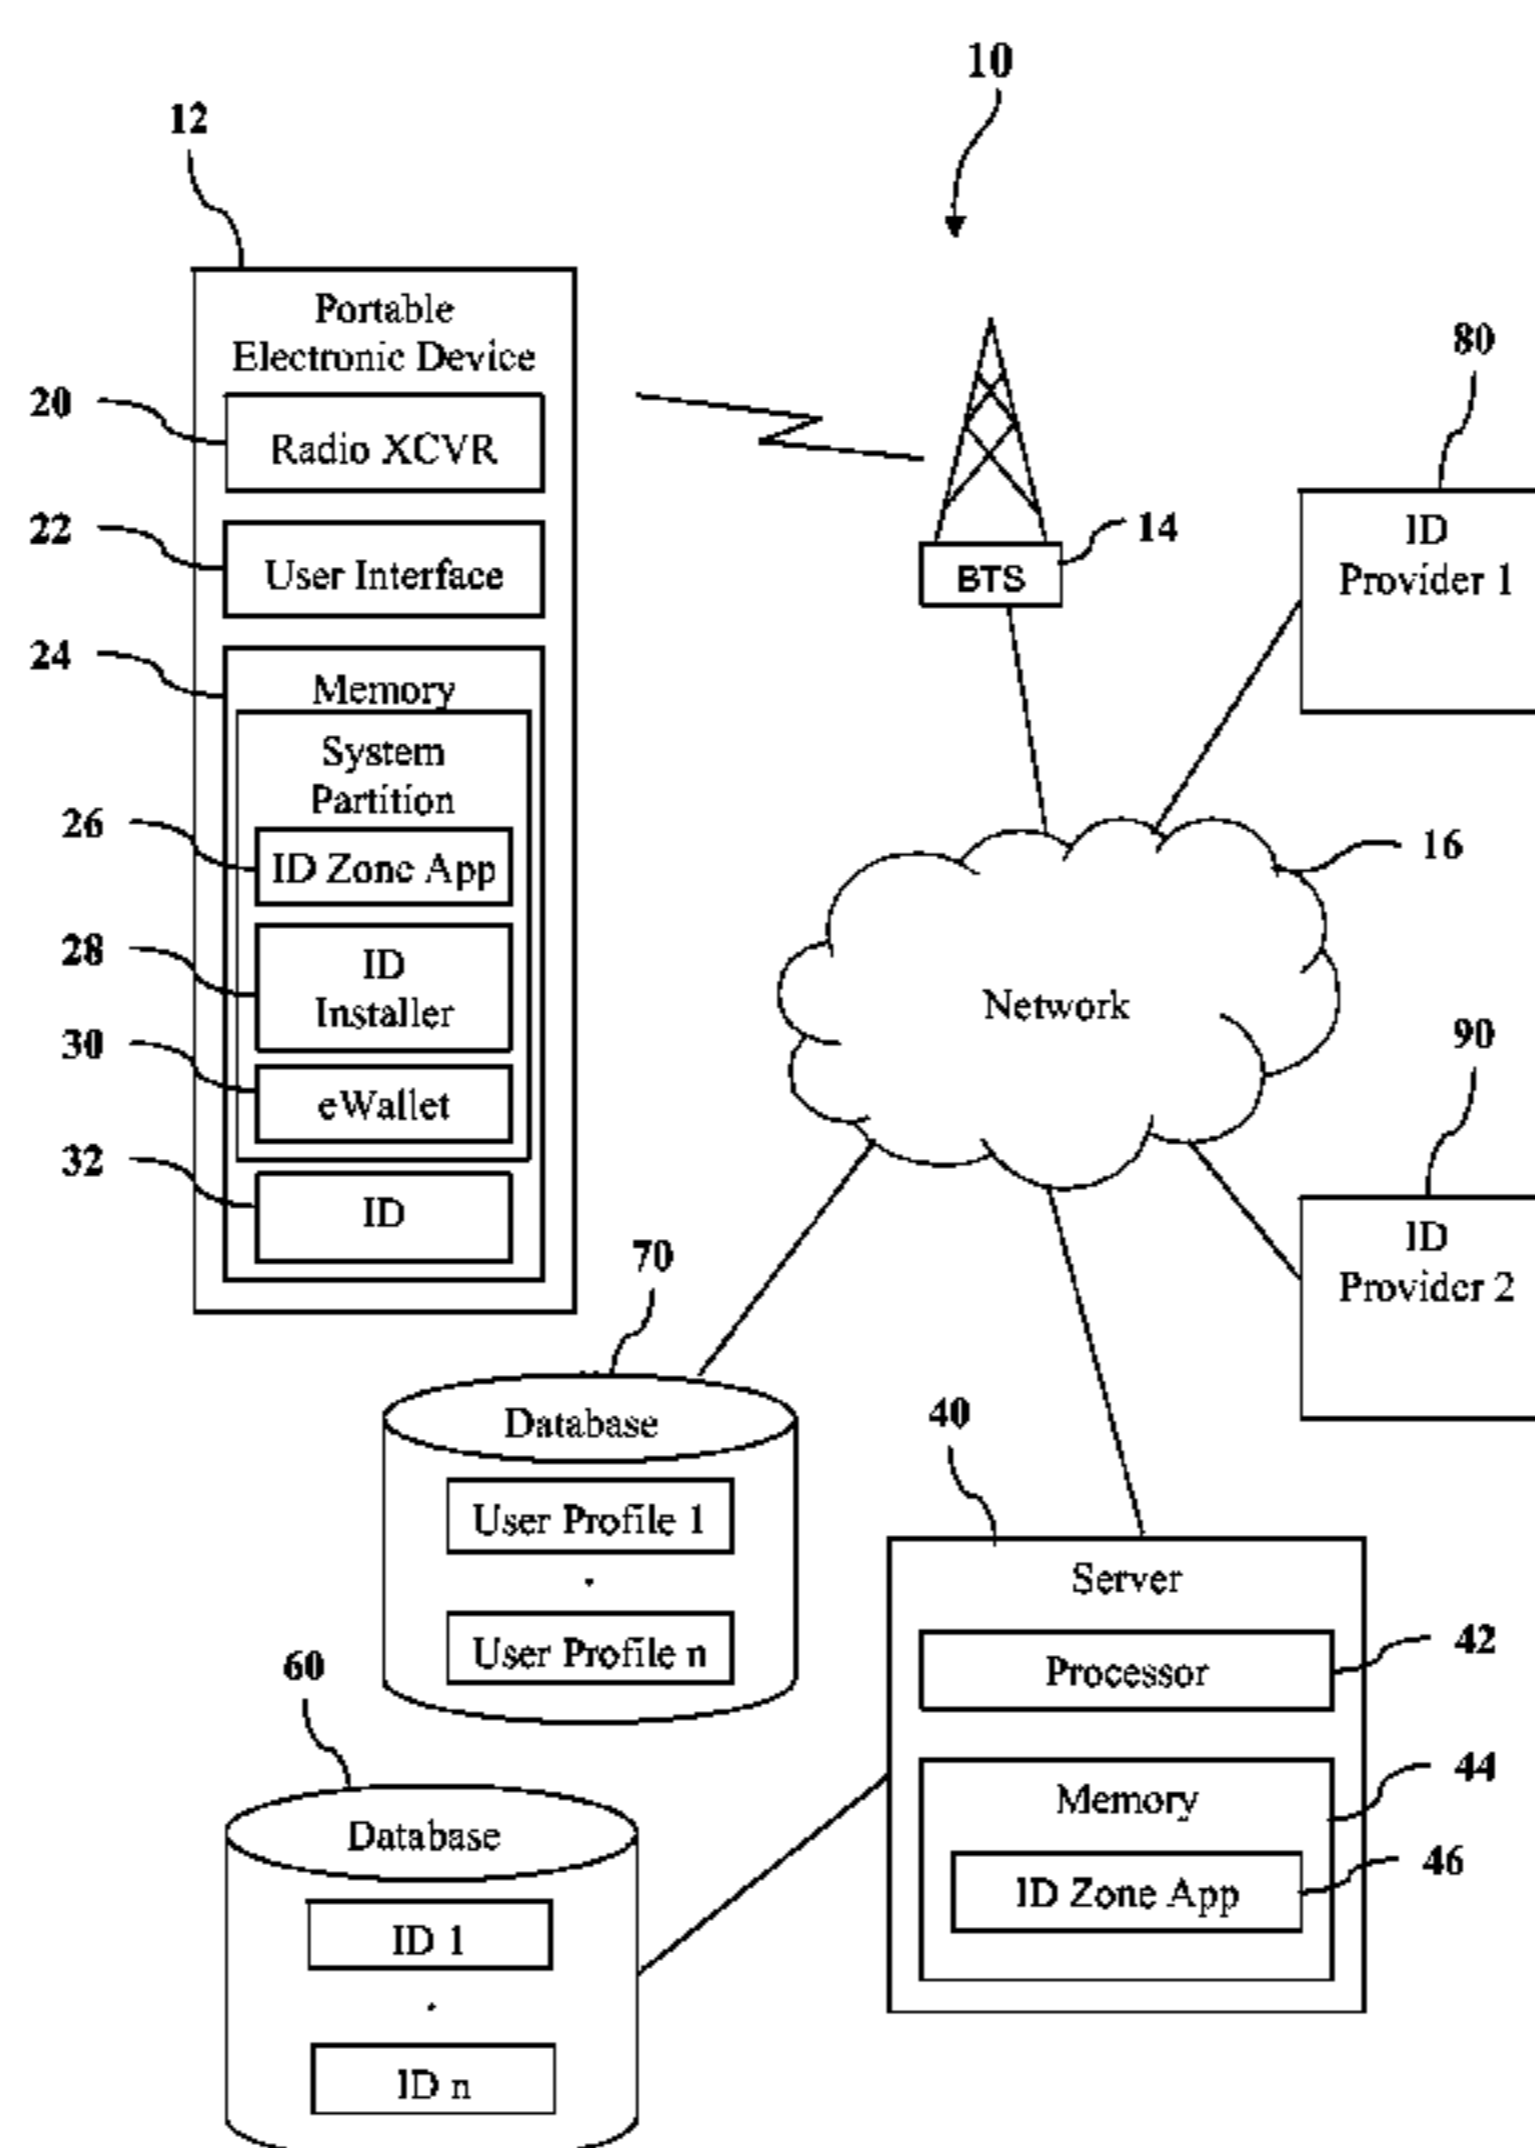 10
12
Portable
Electronic Device
20
Radio XCVR
22
User Interface
24
Memory
System
Partition
26
ID Zone App
28
ID
Installer
30
eWallet
32
ID
14
BTS
80
ID
Provider 1
16
Network
90
ID
Provider 2
70
Database
User Profile 1
.
User Profile n
40
Server
42
Processor
44
Memory
46
ID Zone App
60
Database
ID 1
.
ID n